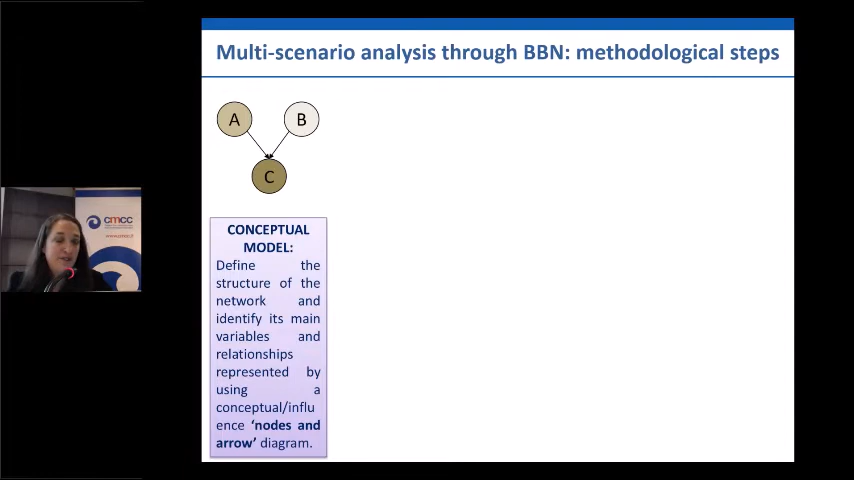 Multi-scenario analysis through BBN: methodological steps
A
B
C
cmcc
CONCEPTUAL
MODEL:
Define the
structure of the
network and
identify its main
variables and
relationships
represented by
using a
conceptual/influ
ence ‘nodes and
arrow’ diagram.